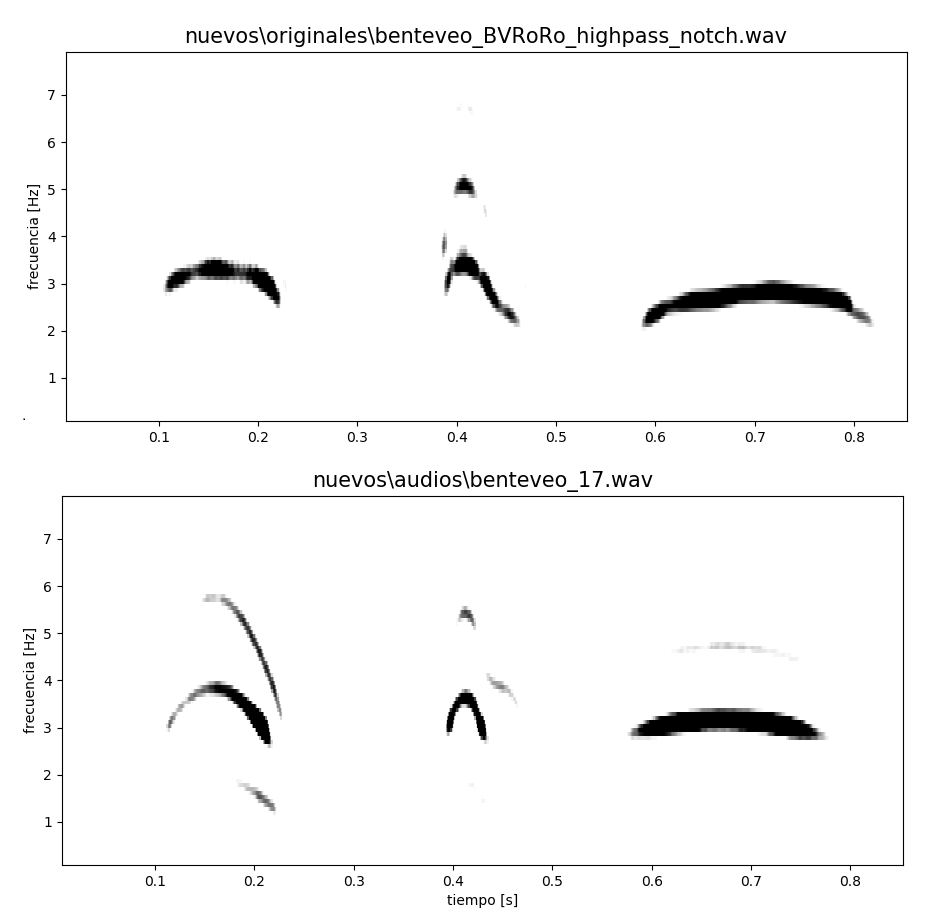 nuevos\originales\benteveo_BVRoRo_highpass_notch.wav
frecuencia [Hz]
7
6
5
4
3
2
1
0.1 0.2 0.3 0.4 0.5 0.6 0.7 0.8
nuevos\audios\benteveo_17.wav
frecuencia [Hz]
7
6
5
4
3
2
1
0.1 0.2 0.3 0.4 0.5 0.6 0.7 0.8
tiempo [s]